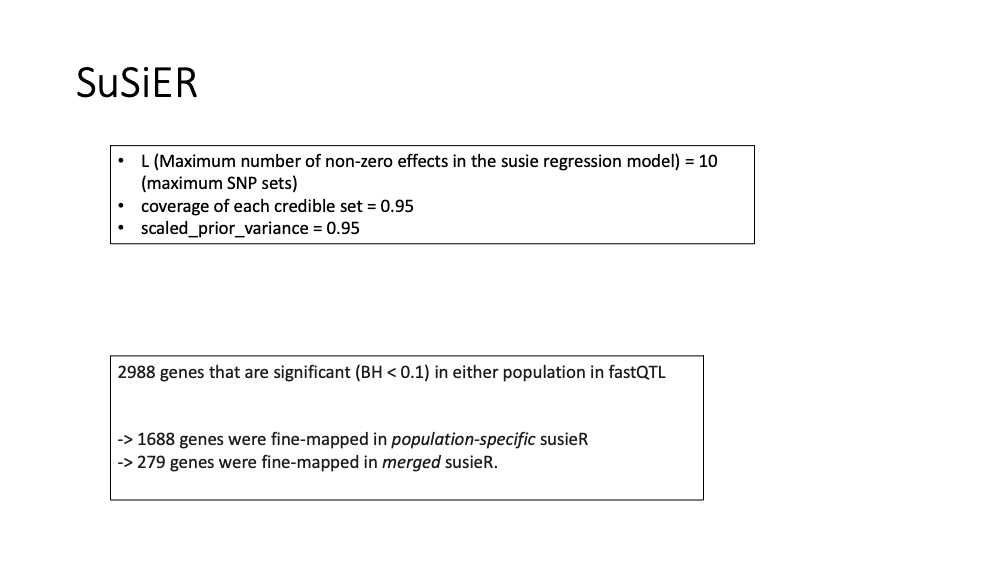 SuSiER
• L (Maximum number of non-zero effects in the susie regression model) = 10
(maximum SNP sets)
• coverage of each credible set = 0.95
• scaled_prior_variance = 0.95
2988 genes that are significant (BH < 0.1) in either population in fastQTL
-> 1688 genes were fine-mapped in population-specific susieR
-> 279 genes were fine-mapped in merged susieR.